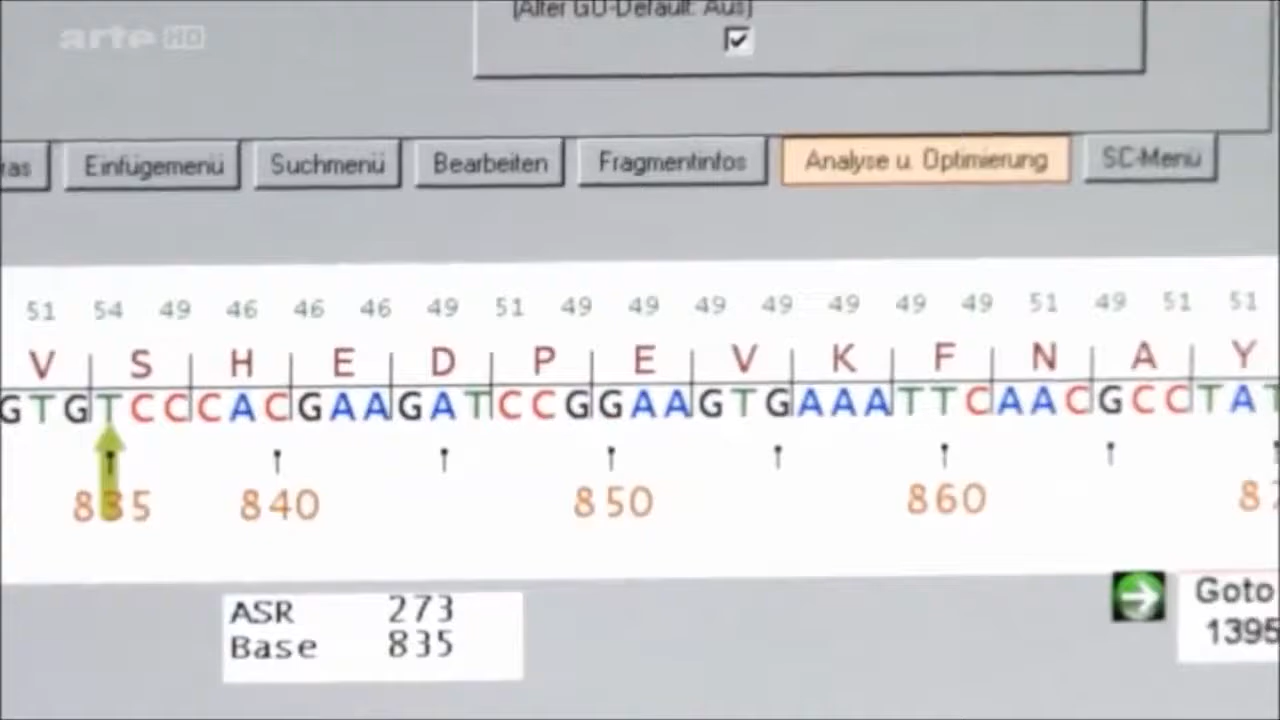 (Alter GU-Default: Aus)
arte HD
ras Einfügemenü Suchmenü Bearbeiten Fragmentinfos Analyse u. Optimierung SC-Menü
51 54 49 46 46 46 49 51 49 49 49 49 49 49 49 51 49 51 51
V S H E D P E V K F N A Y
GTGTCCCACGAAGATCCGGAAGTGAAATTCAACGCCTAT
835 840 850 860 87
ASR 273
Base 835
Goto
1395